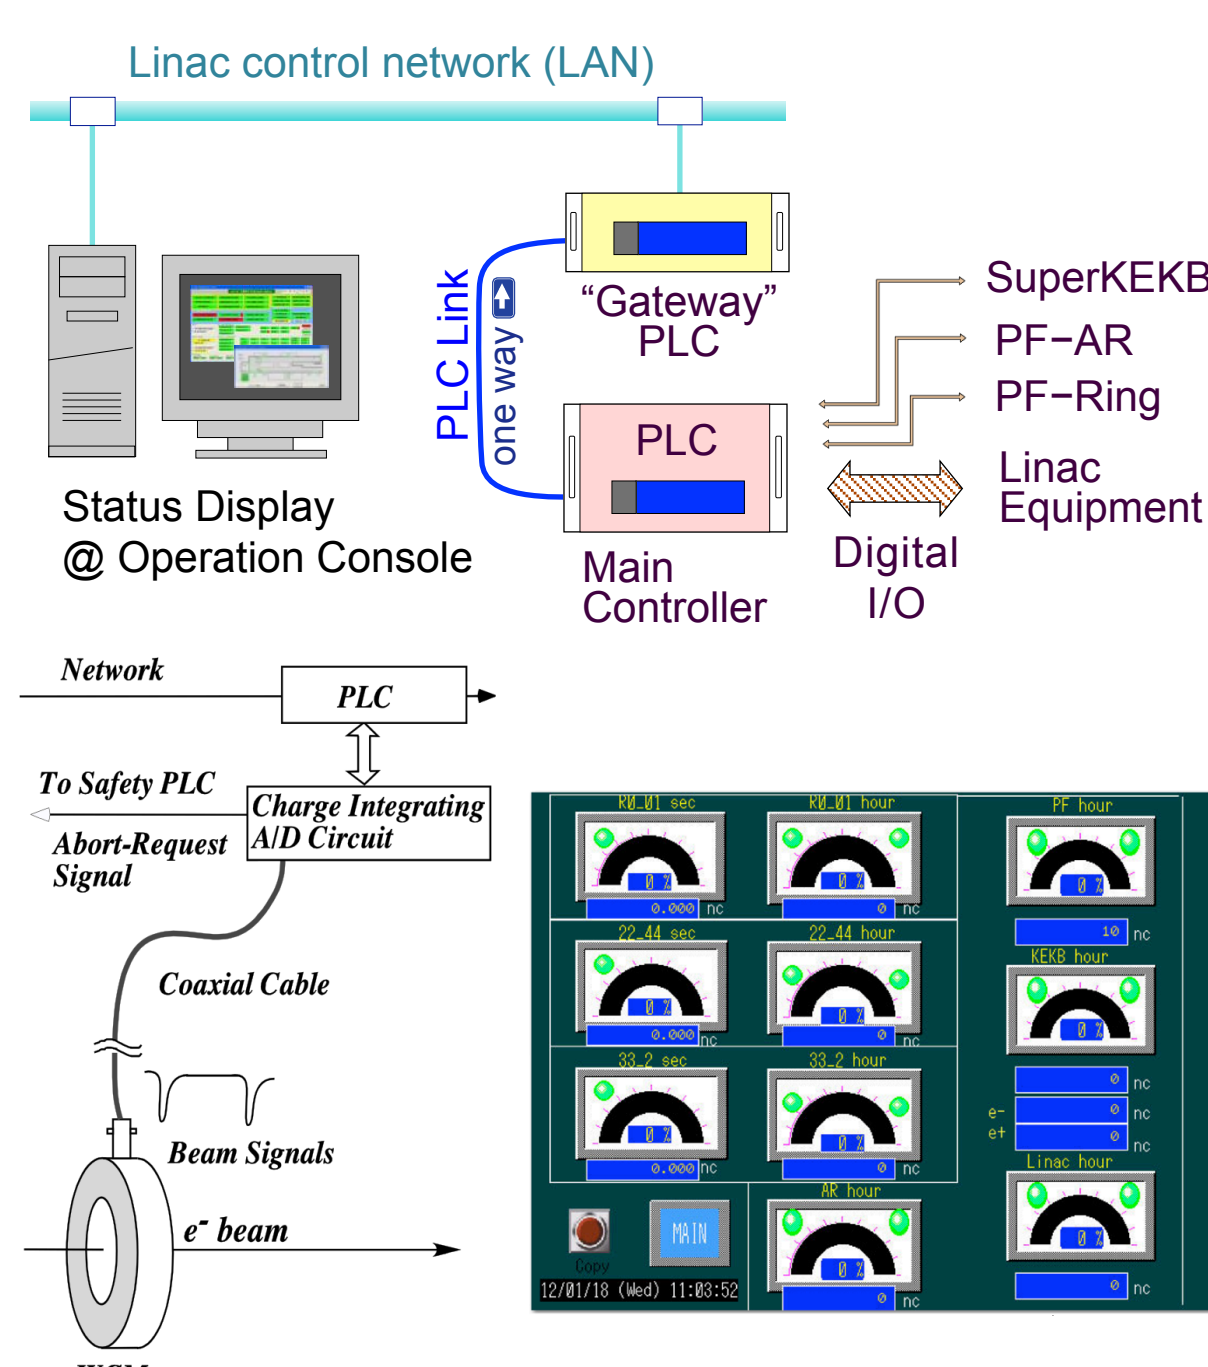 Linac control network (LAN)
PLC Link
one way
“Gateway”
PLC
SuperKEKB
PF−AR
PF−Ring
PLC
Linac
Equipment
Status Display
@ Operation Console
Main
Controller
Digital
I/O
Network
PLC
To Safety PLC
Charge Integrating
A/D Circuit
Abort-Request
Signal
Coaxial Cable
Beam Signals
e- beam
R0_01 sec
0 %
0.000 nc
R0_01 hour
0 %
0 nc
PF hour
0 %
10 nc
22_44 sec
0 %
0.000 nc
22_44 hour
0 %
0 nc
KEKB hour
0 %
0 nc
e- 0 nc
e+ 0 nc
33_2 sec
0 %
0.000 nc
33_2 hour
0 %
0 nc
Linac hour
0 %
0 nc
AR hour
0 %
0 nc
MAIN
Copy
12/01/18 (Wed) 11:03:52